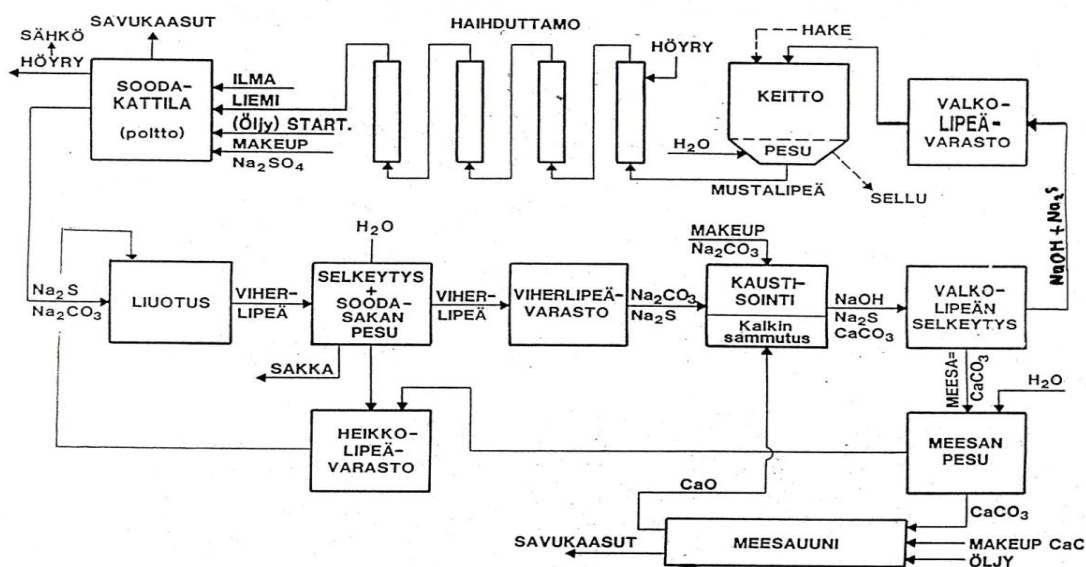 SAVUKAASUT
SÄHKÖ
HÖYRY
SOODA-
KATTILA
(poltto)
ILMA
LIEMI
(Öljy) START.
MAKEUP
Na₂SO₄
HAIHDUTTAMO
HÖYRY
HAKE
KEITTO
PESU
H₂O
MUSTALIPEÄ
SELLU
VALKO-
LIPEÄ-
VARASTO
NaOH+Na₂S
Na₂S
Na₂CO₃
LIUOTUS
VIHER-
LIPEÄ
H₂O
SELKEYTYS
+
SOODA-
SAKAN
PESU
SAKKA
VIHER-
LIPEÄ
VIHERLIPEÄ-
VARASTO
Na₂CO₃
Na₂S
MAKEUP
Na₂CO₃
KAUSTI-
SOINTI
Kalkin
sammutus
NaOH
Na₂S
CaCO₃
VALKO-
LIPEÄN
SELKEYTYS
MEESA=
CaCO₃
H₂O
HEIKKO-
LIPEÄ-
VARASTO
MEESAN
PESU
CaO
CaCO₃
SAVUKAASUT
MEESAUUNI
MAKEUP CaC
ÖLJY